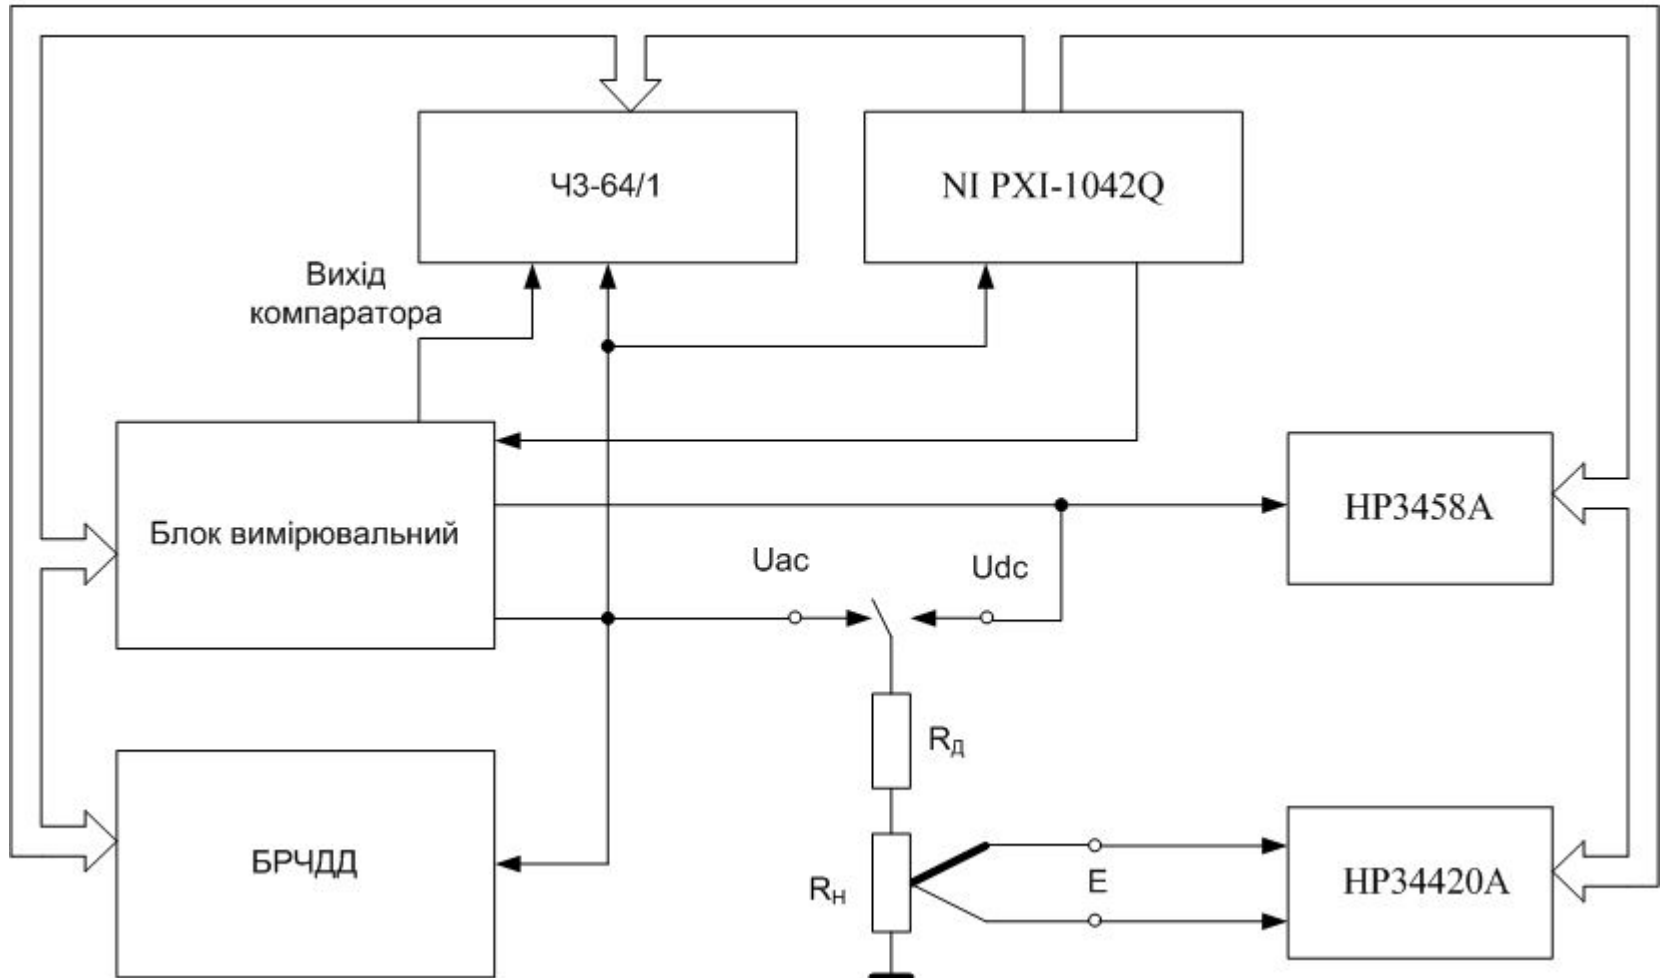 Ч3-64/1
NI PXI-1042Q
Вихід
компаратора
Блок вимірювальний
HP3458A
Uac
Udc
RД
БРЧДД
RН
E
HP34420A